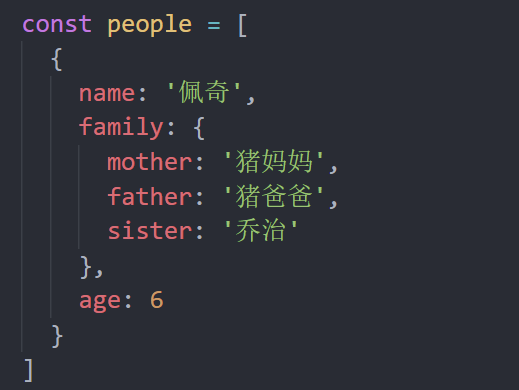 const people = [
  {
    name: '佩奇',
    family: {
      mother: '猪妈妈',
      father: '猪爸爸',
      sister: '乔治'
    },
    age: 6
  }
]